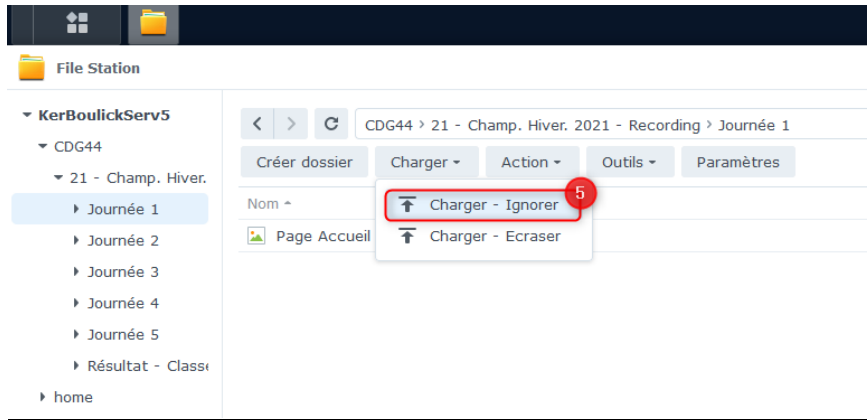 File Station
KerBoulickServ5
CDG44 › 21 - Champ. Hiver. 2021 - Recording › Journée 1
CDG44
Créer dossier Charger Action Outils Paramètres
21 - Champ. Hiver.
Journée 1
Nom
Charger - Ignorer
5
Journée 2
Page Accueil
Charger - Ecraser
Journée 3
Journée 4
Journée 5
Résultat - Class
home